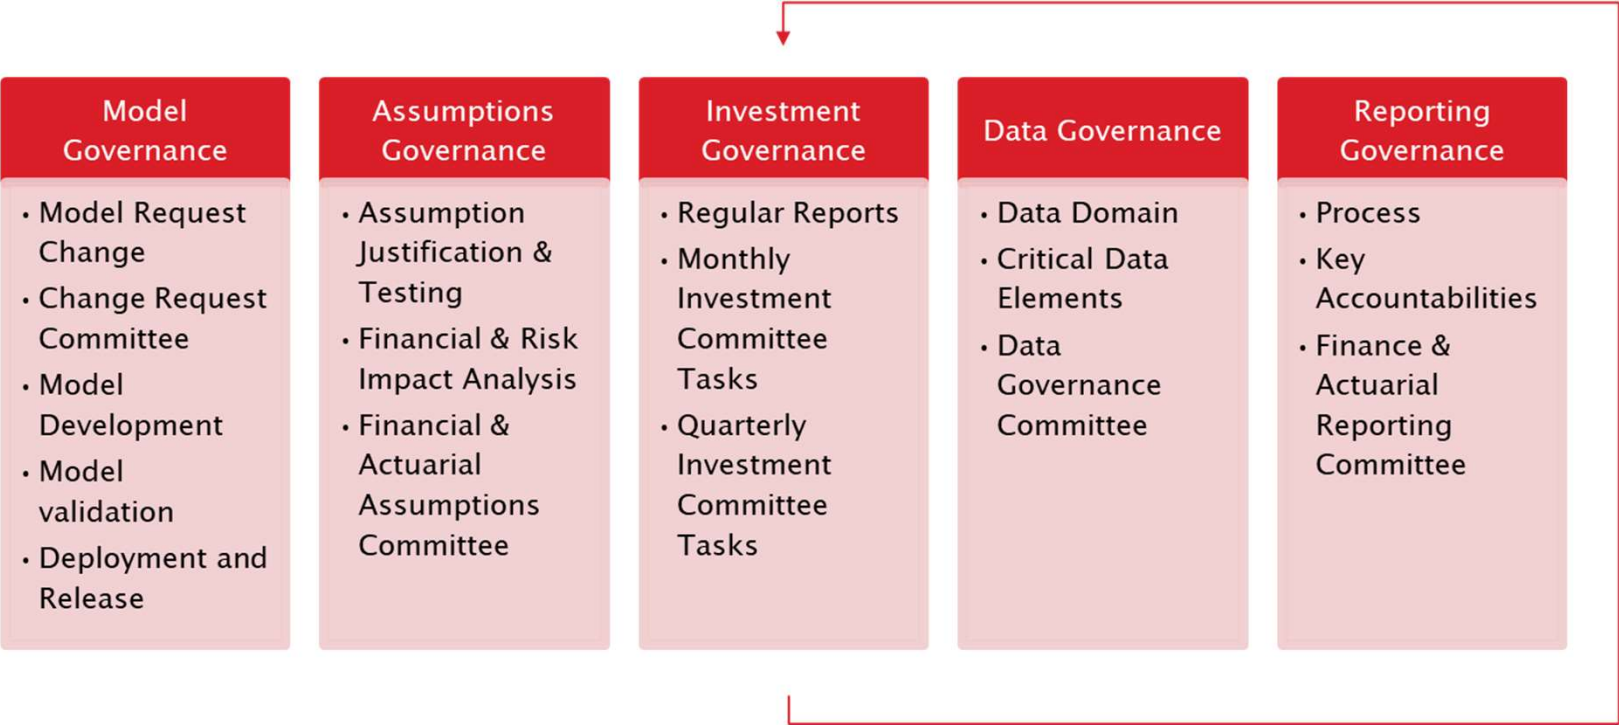 Model
Governance
• Model Request
Change
• Change Request
Committee
• Model
Development
• Model
validation
• Deployment and
Release
Assumptions
Governance
• Assumption
Justification &
Testing
• Financial & Risk
Impact Analysis
• Financial &
Actuarial
Assumptions
Committee
Investment
Governance
• Regular Reports
• Monthly
Investment
Committee
Tasks
• Quarterly
Investment
Committee
Tasks
Data Governance
• Data Domain
• Critical Data
Elements
• Data
Governance
Committee
Reporting
Governance
• Process
• Key
Accountabilities
• Finance &
Actuarial
Reporting
Committee